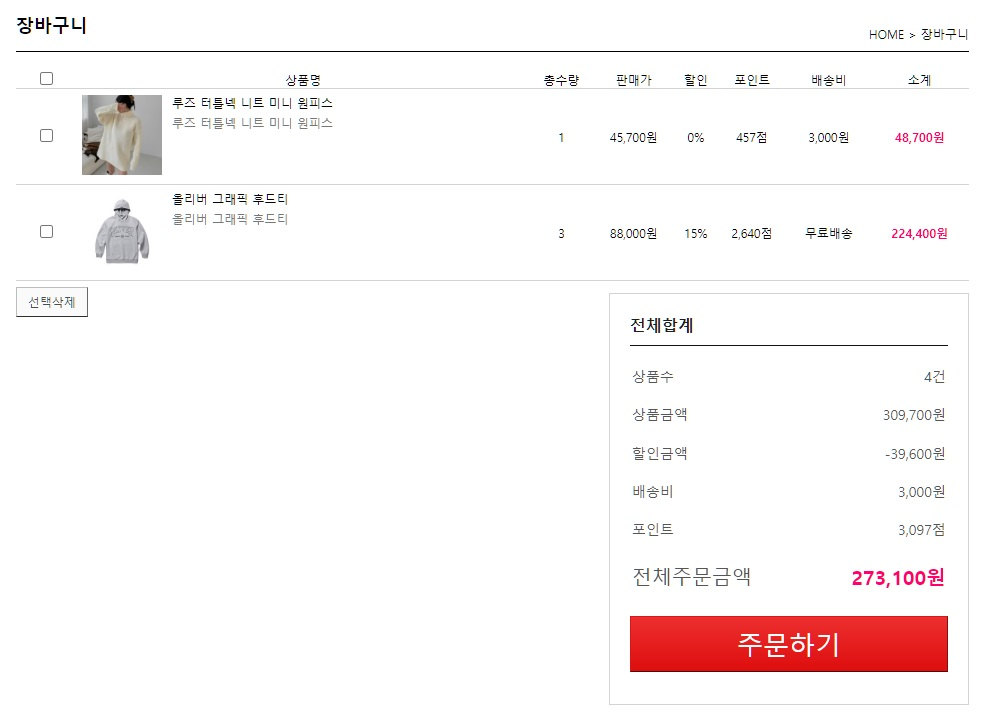 장바구니
HOME > 장바구니
상품명 총수량 판매가 할인 포인트 배송비 소계
루즈 터틀넥 니트 미니 원피스
루즈 터틀넥 니트 미니 원피스
1 45,700원 0% 457점 3,000원 48,700원
올리버 그래픽 후드티
올리버 그래픽 후드티
3 88,000원 15% 2,640점 무료배송 224,400원
선택삭제
전체합계
상품수 4건
상품금액 309,700원
할인금액 -39,600원
배송비 3,000원
포인트 3,097점
전체주문금액 273,100원
주문하기